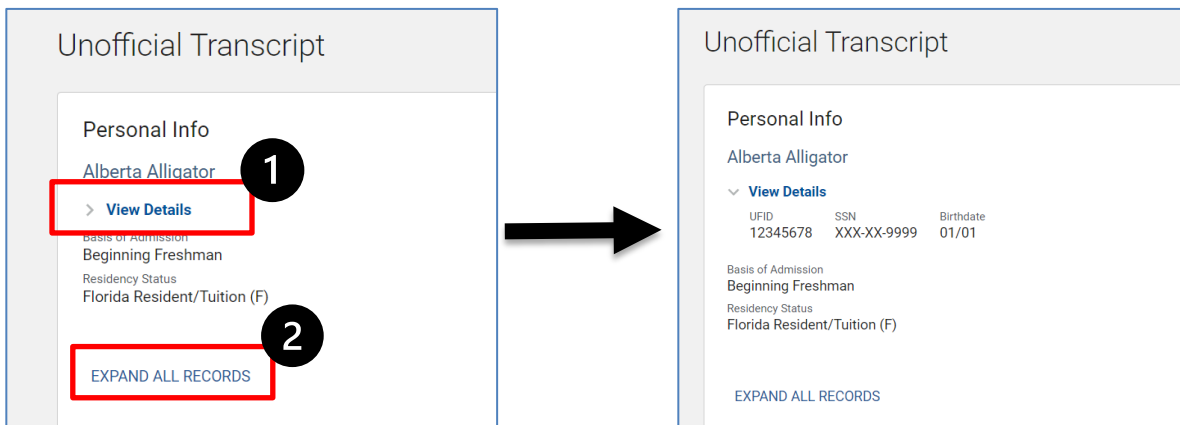 Unofficial Transcript
Personal Info
Alberta Alligator
1
View Details
Basis of Admission
Beginning Freshman
Residency Status
Florida Resident/Tuition (F)
2
EXPAND ALL RECORDS
Unofficial Transcript
Personal Info
Alberta Alligator
View Details
UFID SSN Birthdate
12345678 XXX-XX-9999 01/01
Basis of Admission
Beginning Freshman
Residency Status
Florida Resident/Tuition (F)
EXPAND ALL RECORDS